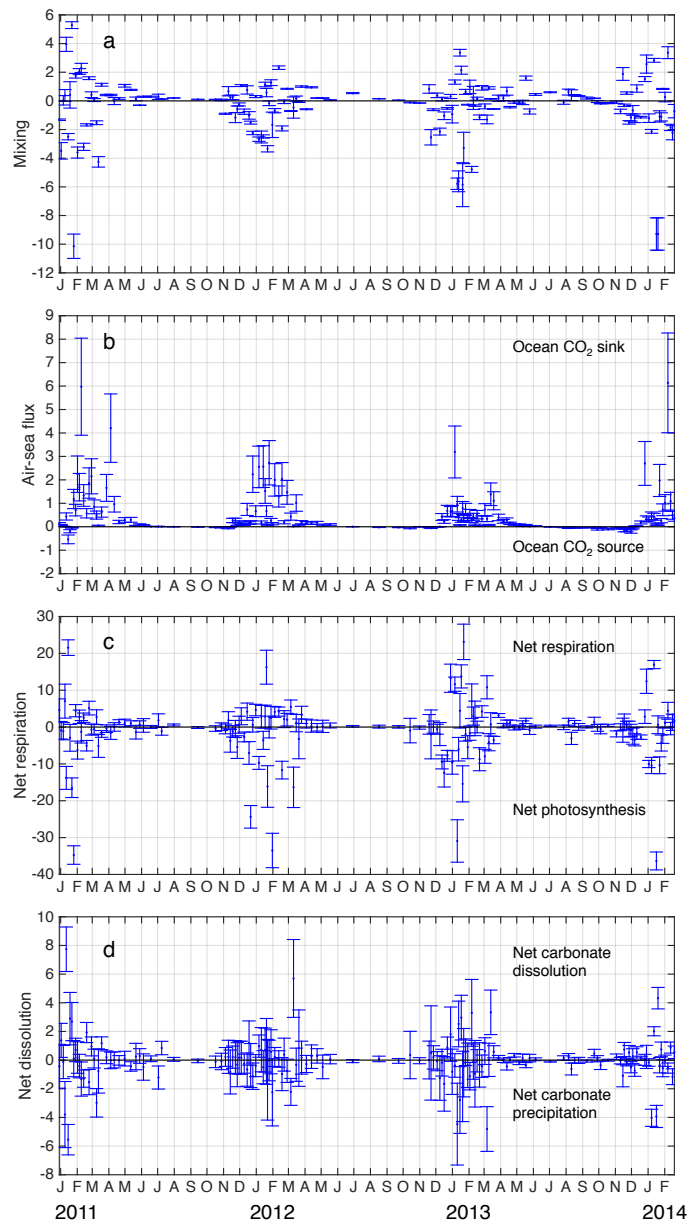 6
a
4
2
0
-2
-4
-6
-8
-10
-12
Mixing
J F M A M J J A S O N D J F M A M J J A S O N D J F M A M J J A S O N D J F
9
b
Ocean CO2 sink
8
7
6
5
4
3
2
1
0
-1
-2
Air-sea flux
Ocean CO2 source
J F M A M J J A S O N D J F M A M J J A S O N D J F M A M J J A S O N D J F
30
c
Net respiration
20
10
0
-10
-20
-30
-40
Net respiration
Net photosynthesis
J F M A M J J A S O N D J F M A M J J A S O N D J F M A M J J A S O N D J F
10
d
Net carbonate
dissolution
8
6
4
2
0
-2
-4
-6
-8
Net dissolution
Net carbonate
precipitation
J F M A M J J A S O N D J F M A M J J A S O N D J F M A M J J A S O N D J F
2011 2012 2013 2014